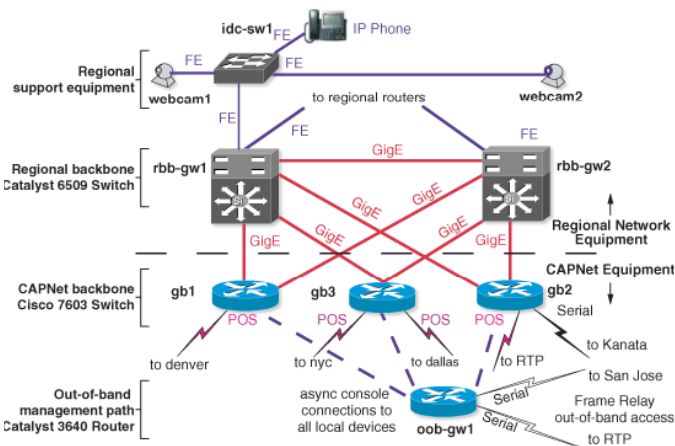 idc-sw1
IP Phone
FE
FE
FE
Regional
support equipment
webcam1
webcam2
FE
to regional routers
FE
FE
Regional backbone
Catalyst 6509 Switch
rbb-gw1
GigE
rbb-gw2
Si
Si
GigE
GigE
GigE
GigE
GigE
GigE
Regional Network
Equipment
CAPNet Equipment
CAPNet backbone
Cisco 7603 Switch
gb1
gb3
gb2
POS
POS
POS
POS
Serial
to denver
to nyc
to dallas
to RTP
to Kanata
to San Jose
Out-of-band
management path
Catalyst 3640 Router
async console
connections to
all local devices
oob-gw1
Serial
Serial
Frame Relay
out-of-band access
to RTP